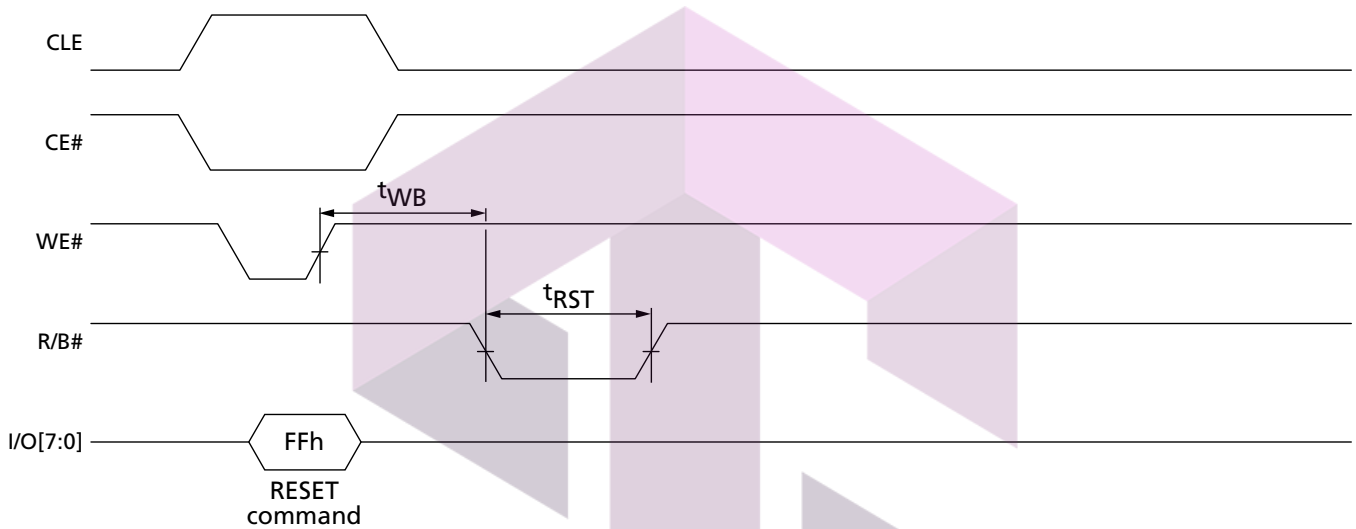 CLE
CE#
tWB
WE#
tRST
R/B#
I/O[7:0]
FFh
RESET
command